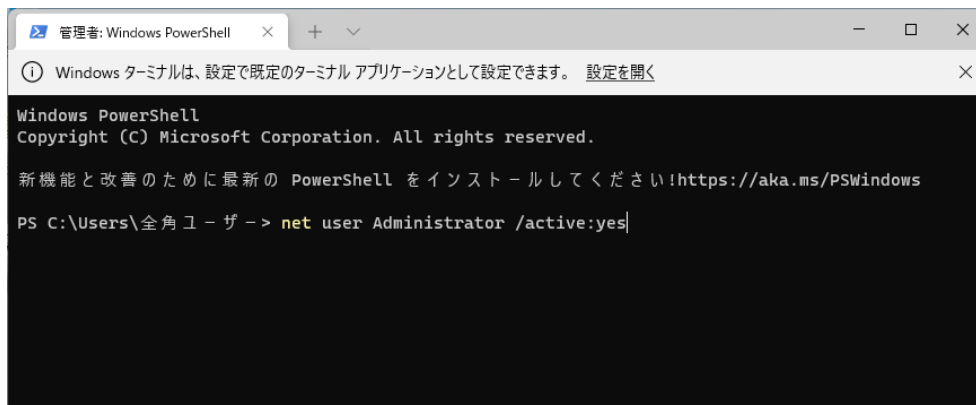 管理者: Windows PowerShell
Windows ターミナルは、設定で既定のターミナル アプリケーションとして設定できます。 設定を開く
Windows PowerShell
Copyright (C) Microsoft Corporation. All rights reserved.
新機能と改善のために最新の PowerShell をインストールしてください!https://aka.ms/PSWindows
PS C:\Users\全角ユーザー> net user Administrator /active:yes